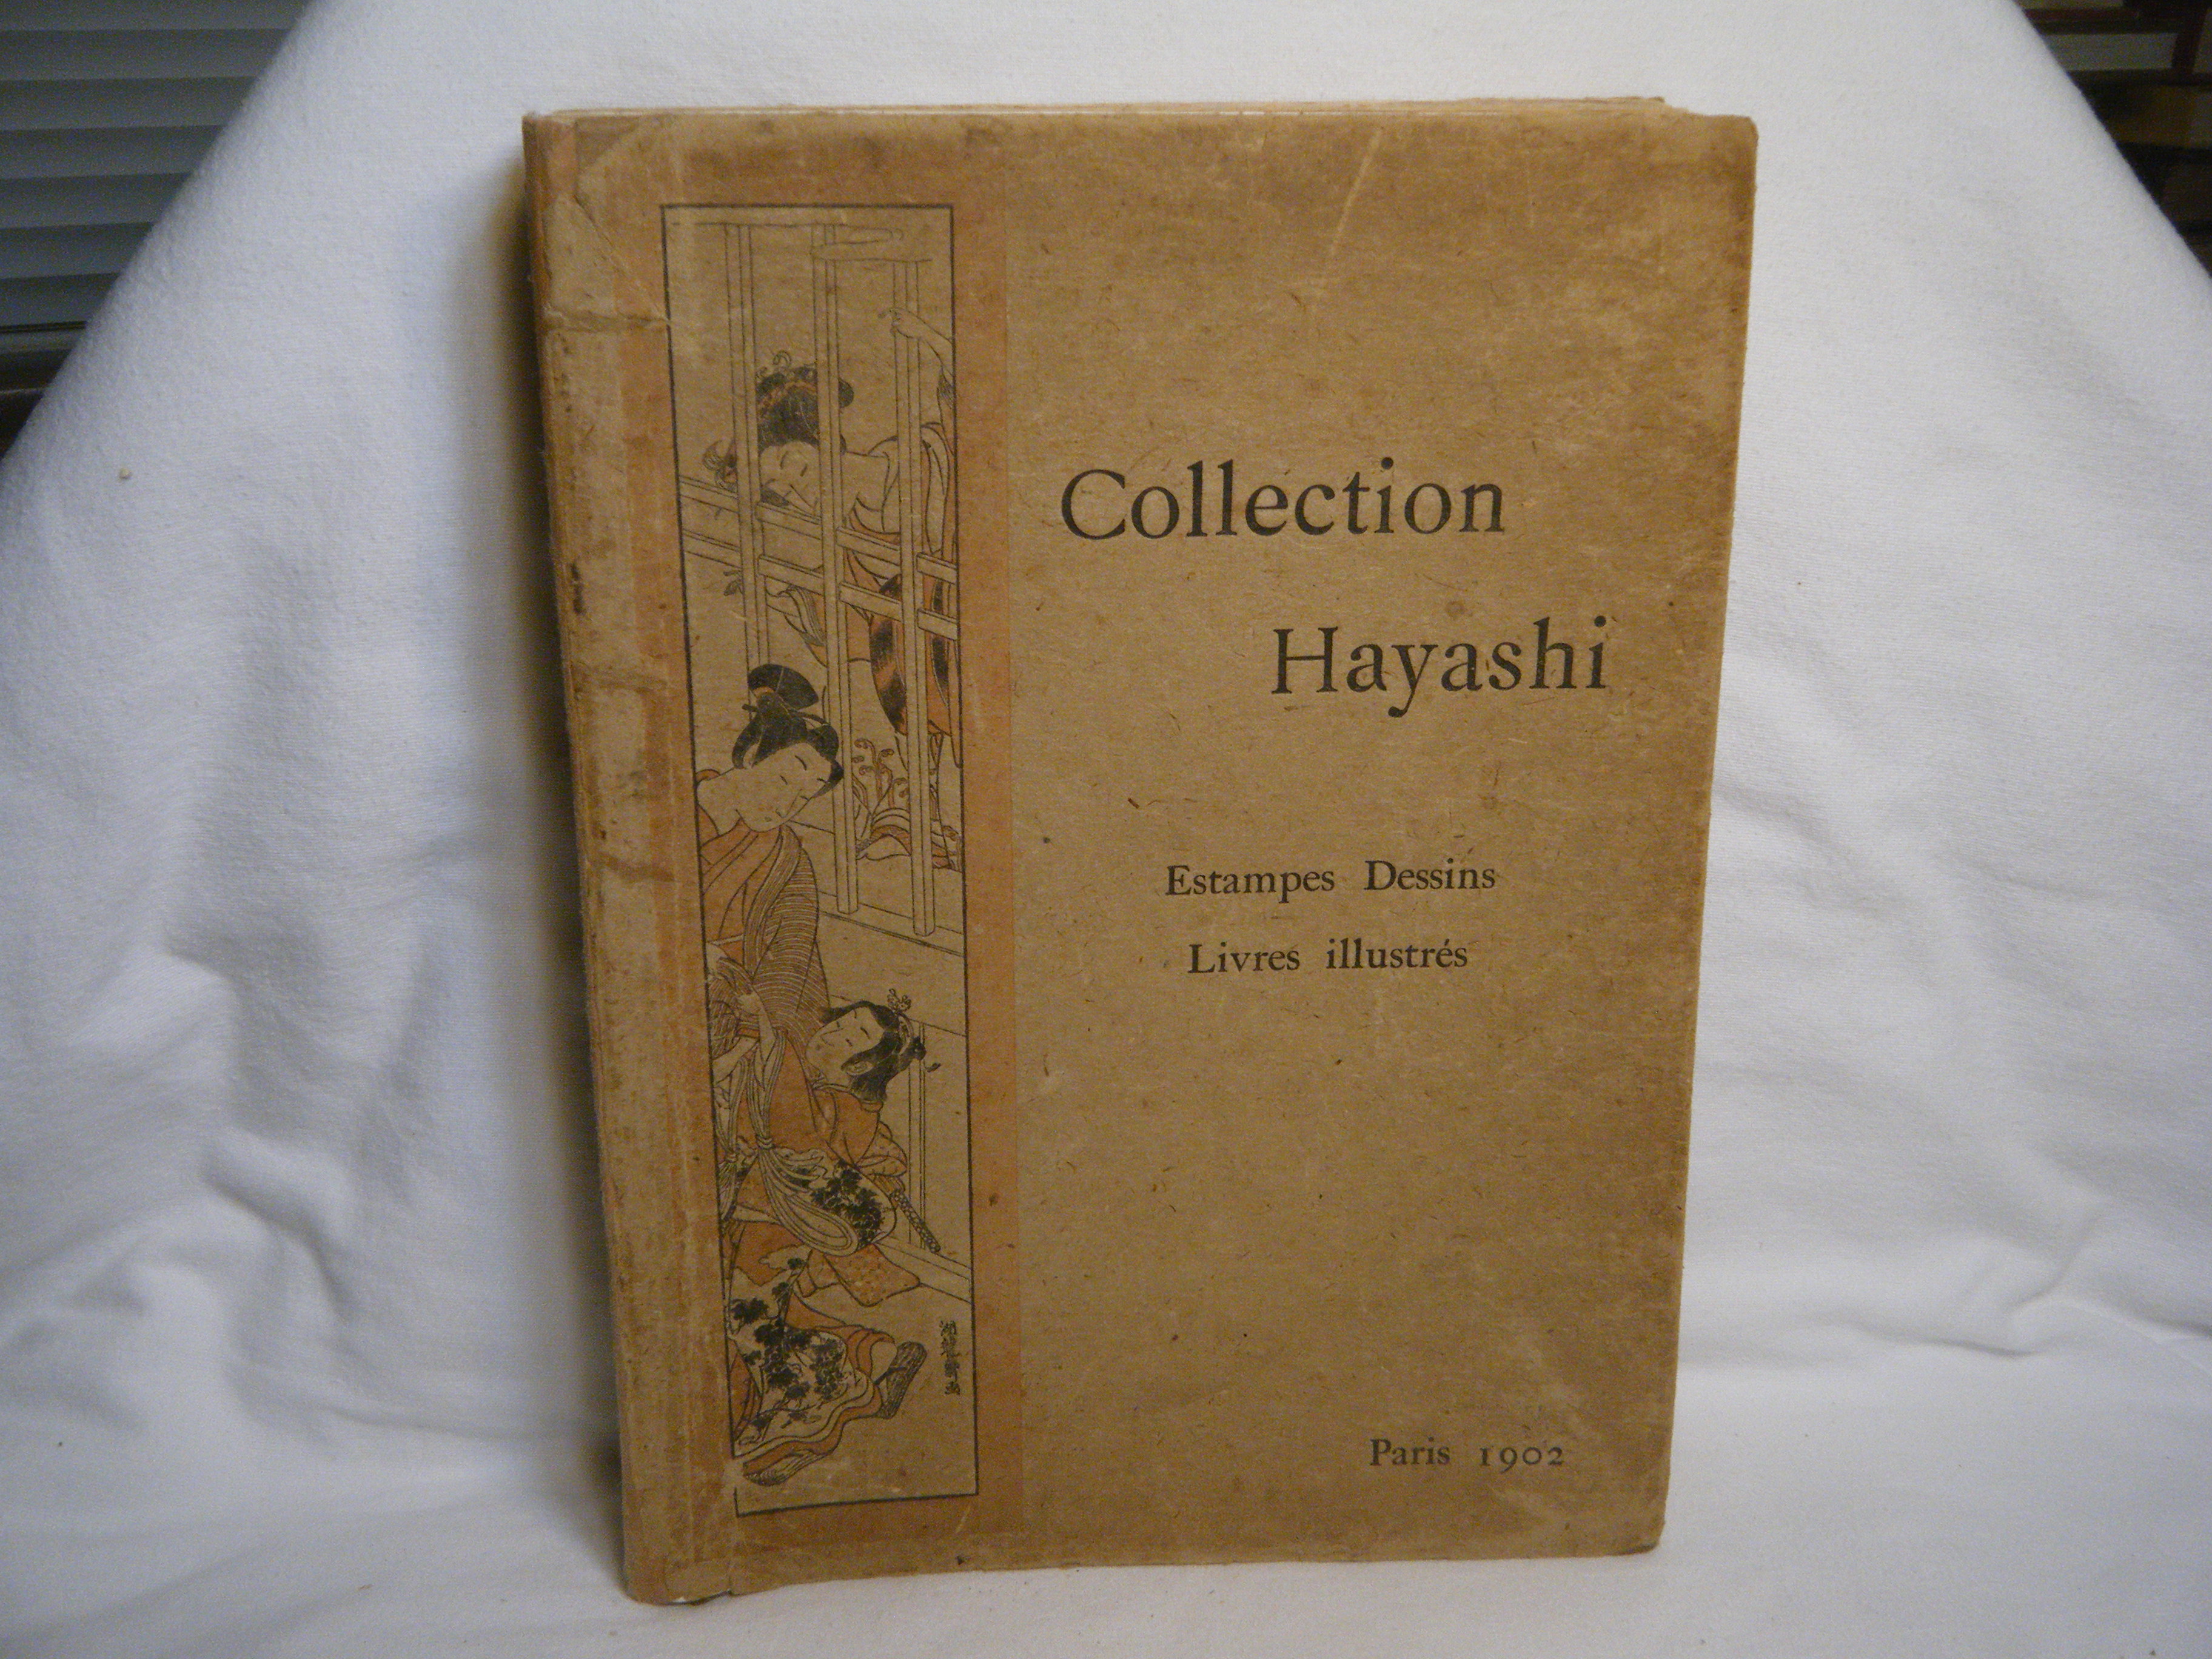 Collection
Hayashi
Estampes Dessins
Livres illustrés
Paris 1902